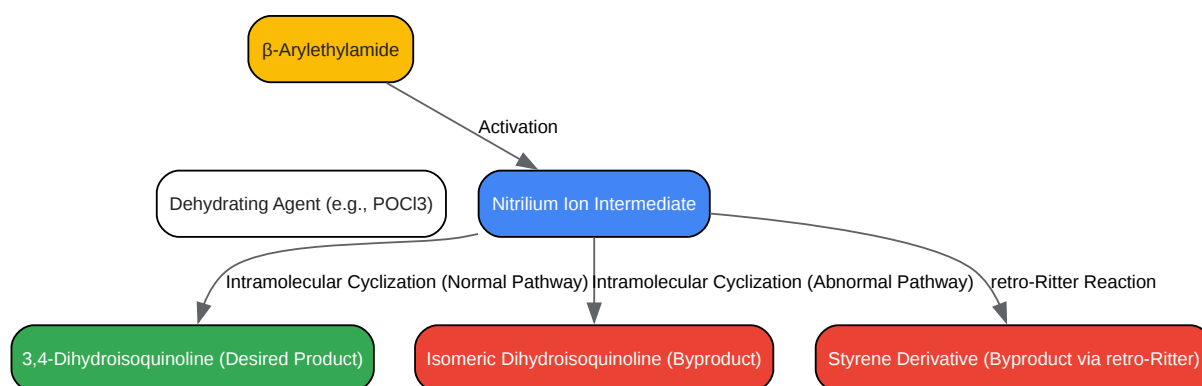 β-Arylethylamide
Activation
Dehydrating Agent (e.g., POCl3)
Nitrilium Ion Intermediate
Intramolecular Cyclization (Normal Pathway)
Intramolecular Cyclization (Abnormal Pathway)
retro-Ritter Reaction
3,4-Dihydroisoquinoline (Desired Product)
Isomeric Dihydroisoquinoline (Byproduct)
Styrene Derivative (Byproduct via retro-Ritter)